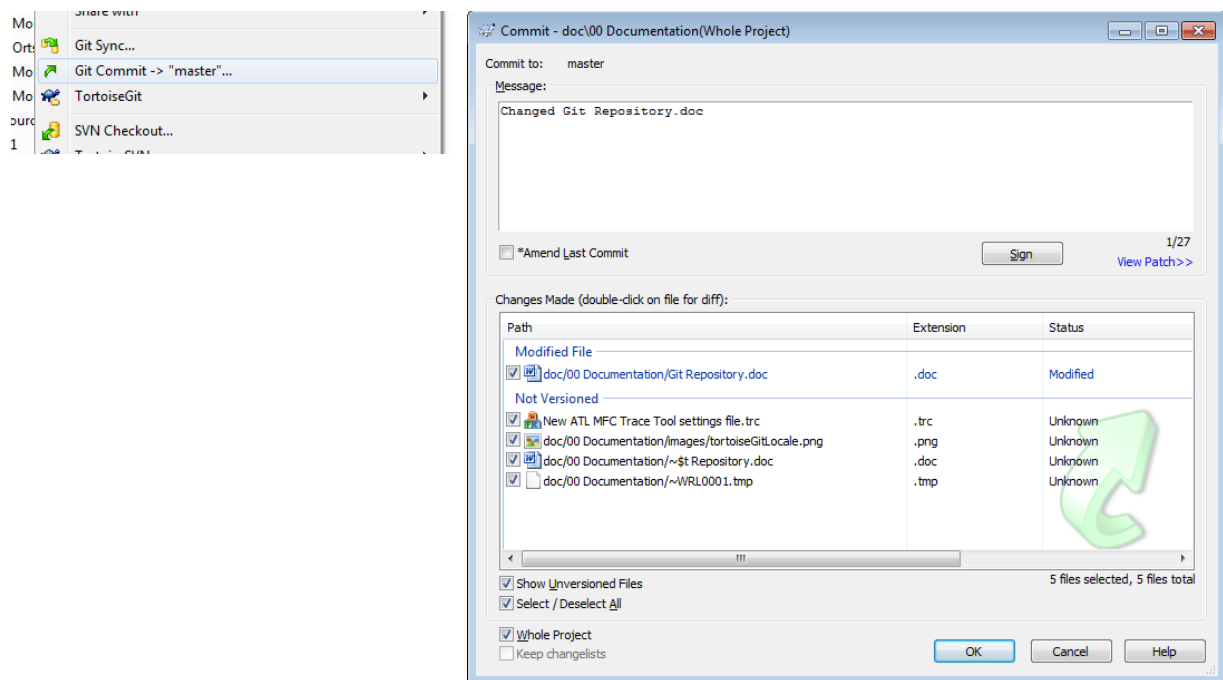 Mo
Share with
Orts
Git Sync...
Mo
Git Commit -> "master"...
Mo
TortoiseGit
ourc
SVN Checkout...
1
Commit - doc\00 Documentation(Whole Project)
Commit to: master
Message:
Changed Git Repository.doc
*Amend Last Commit
Sign
1/27
View Patch>>
Changes Made (double-click on file for diff):
Path Extension Status
Modified File
doc/00 Documentation/Git Repository.doc .doc Modified
Not Versioned
New ATL MFC Trace Tool settings file.trc .trc Unknown
doc/00 Documentation/images/tortoiseGitLocale.png .png Unknown
doc/00 Documentation/~$t Repository.doc .doc Unknown
doc/00 Documentation/~WRL0001.tmp .tmp Unknown
Show Unversioned Files
5 files selected, 5 files total
Select / Deselect All
Whole Project
Keep changelists
OK Cancel Help